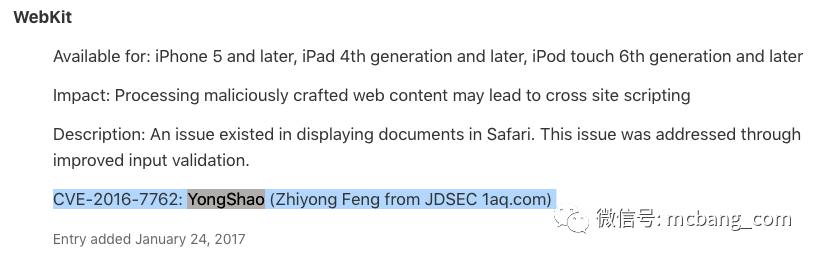 WebKit
Available for: iPhone 5 and later, iPad 4th generation and later, iPod touch 6th generation and later
Impact: Processing maliciously crafted web content may lead to cross site scripting
Description: An issue existed in displaying documents in Safari. This issue was addressed through
improved input validation.
CVE-2016-7762: YongShao (Zhiyong Feng from JDSEC 1aq.com)
微信号: mcbang_com
Entry added January 24, 2017